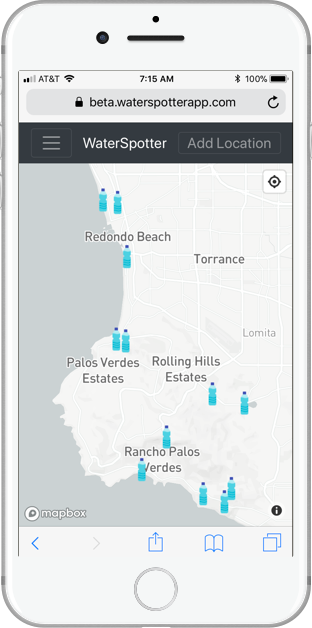 AT&T 7:15 AM 100%
beta.waterspotterapp.com
WaterSpotter Add Location
Redondo Beach
Torrance
Lomita
Palos Verdes
Estates
Rolling Hills
Estates
Rancho Palos
Verdes
mapbox